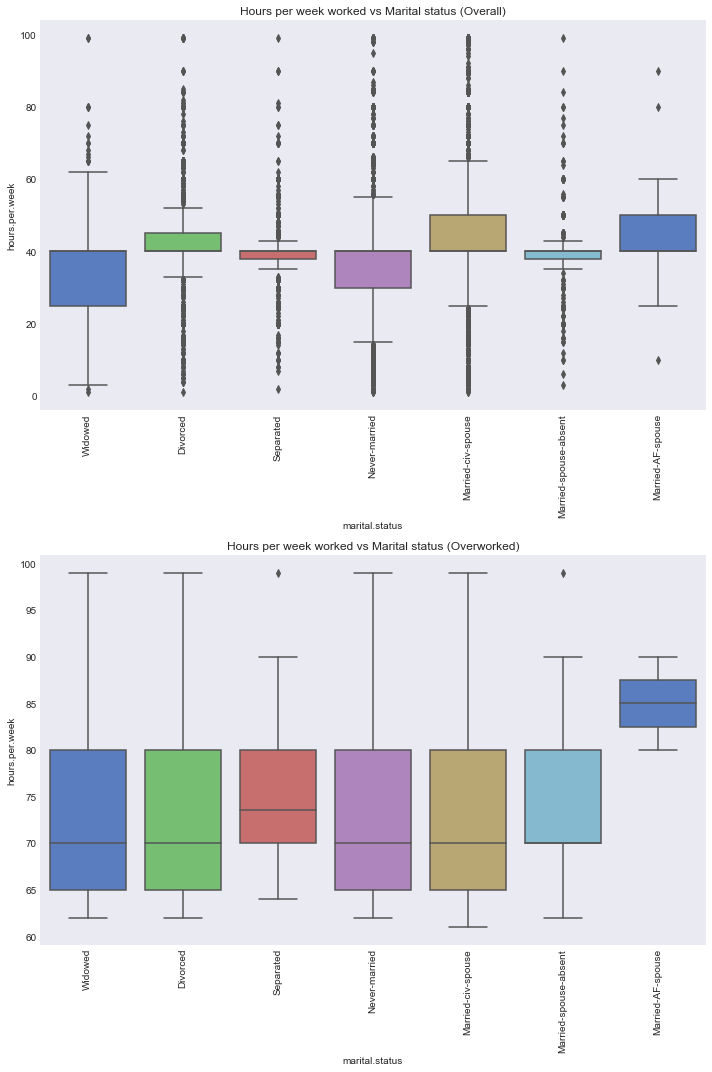 Hours per week worked vs Marital status (Overall)
100
80
60
40
20
0
hours.per.week
Widowed
Divorced
Separated
Never-married
Married-civ-spouse
Married-spouse-absent
Married-AF-spouse
marital.status
Hours per week worked vs Marital status (Overworked)
100
95
90
85
80
75
70
65
60
hours.per.week
Widowed
Divorced
Separated
Never-married
Married-civ-spouse
Married-spouse-absent
Married-AF-spouse
marital.status